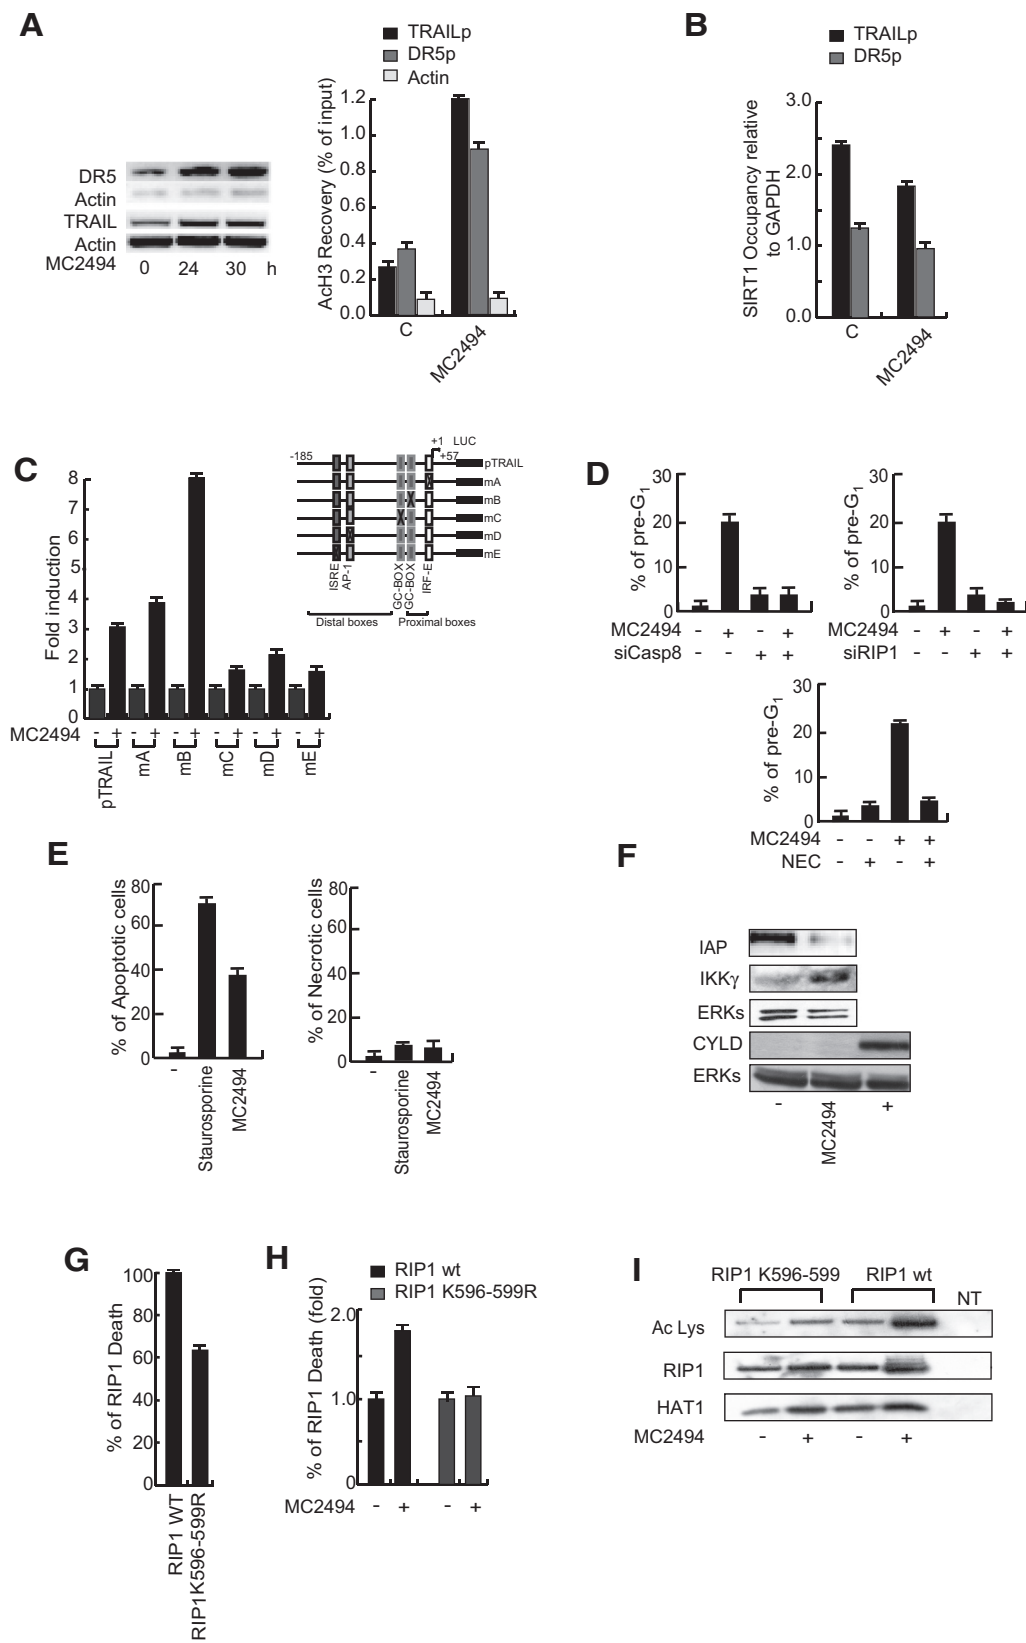 A
TRAILp
DR5p
Actin
AcH3 Recovery (% of input)
1.2
1.0
0.8
0.6
0.4
0.2
0.0
C
MC2494
DR5
Actin
TRAIL
Actin
MC2494 0 24 30 h
B
TRAILp
DR5p
SIRT1 Occupancy relative
to GAPDH
3.0
2.0
1.0
0.0
C
MC2494
C
Fold induction
8
7
6
5
4
3
2
1
0
MC2494 - + - + - + - + - + - +
pTRAIL mA mB mC mD mE
-185 +1 +57 LUC
pTRAIL
mA
mB
mC
mD
mE
ISRE
AP-1
GC-BOX
GC-BOX
IRF-E
Distal boxes Proximal boxes
D
% of pre-G1
30
20
10
0
MC2494 - + - +
siCasp8 - - + +
% of pre-G1
30
20
10
0
MC2494 - + - +
siRIP1 - - + +
% of pre-G1
30
20
10
0
MC2494 - - + +
NEC - + - +
E
% of Apoptotic cells
80
60
40
20
0
-
Staurosporine
MC2494
% of Necrotic cells
80
60
40
20
0
-
Staurosporine
MC2494
F
IAP
IKKγ
ERKs
CYLD
ERKs
- MC2494 +
G
% of RIP1 Death
100
80
60
40
20
0
RIP1 WT
RIP1K596-599R
H
RIP1 wt
RIP1 K596-599R
% of RIP1 Death (fold)
2.0
1.0
0
MC2494 - + - +
I
RIP1 K596-599 RIP1 wt NT
Ac Lys
RIP1
HAT1
MC2494 - + - +